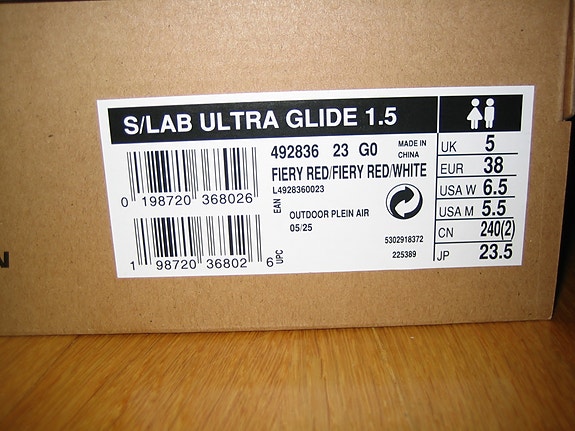 S/LAB ULTRA GLIDE 1.5
492836 23 G0
MADE IN
CHINA
FIERY RED/FIERY RED/WHITE
L4928360023
0 198720 368026
EAN
OUTDOOR PLEIN AIR
05/25
5302918372
225389
1 98720 36802 6
UPC
UK 5
EUR 38
USA W 6.5
USA M 5.5
CN 240(2)
JP 23.5
N